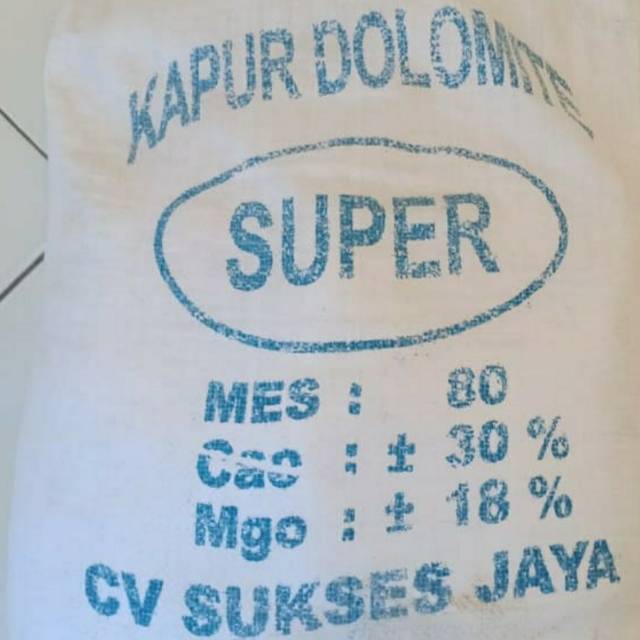 KAPUR DOLOMITE
SUPER
MES : 80
Cao : ± 30 %
Mgo : ± 18 %
CV SUKSES JAYA